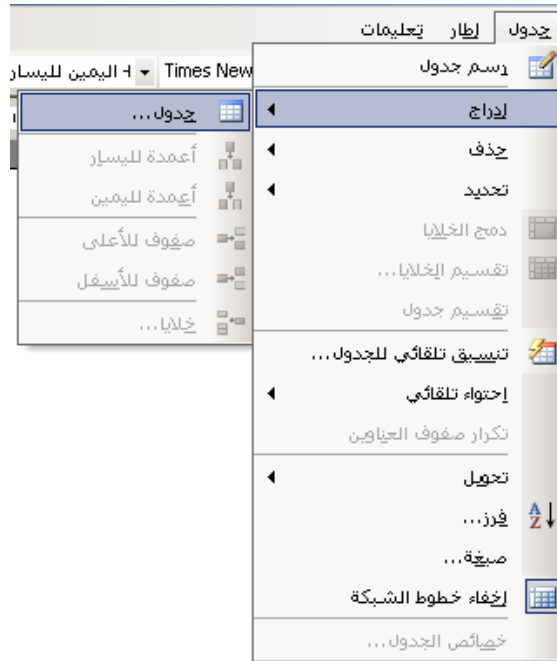 جدول إطار تعليمات
Times New اليمين لليسار
رسم جدول
إدراج
حذف
تحديد
دمج الخلايا
تقسيم الخلايا...
تقسيم جدول
تنسيق تلقائي للجدول...
إحتواء تلقائي
تكرار صفوف العناوين
تحويل
فرز...
صيغة...
إخفاء خطوط الشبكة
خصائص الجدول...
جدول...
أعمدة لليسار
أعمدة لليمين
صفوف للأعلى
صفوف للأسفل
خلايا...